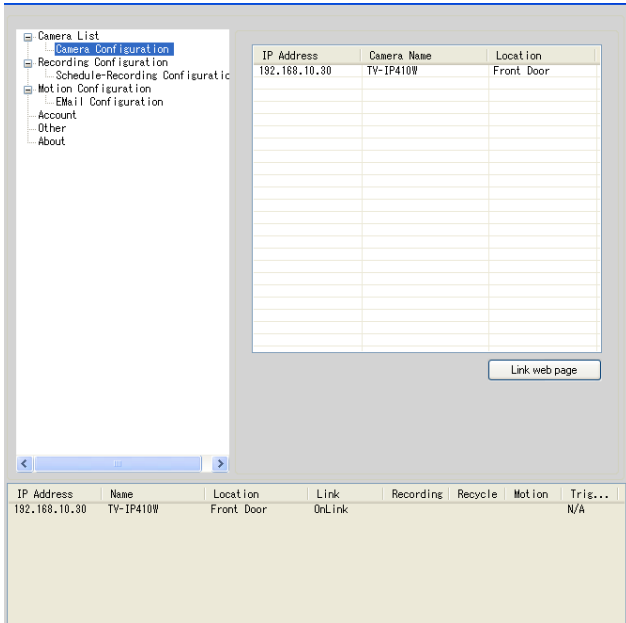 Camera List
Camera Configuration
Recording Configuration
Schedule-Recording Configuratic
Motion Configuration
EMail Configuration
Account
Other
About
IP Address Camera Name Location
192.168.10.30 TV-IP410W Front Door
Link web page
IP Address Name Location Link Recording Recycle Motion Trig...
192.168.10.30 TV-IP410W Front Door OnLink N/A